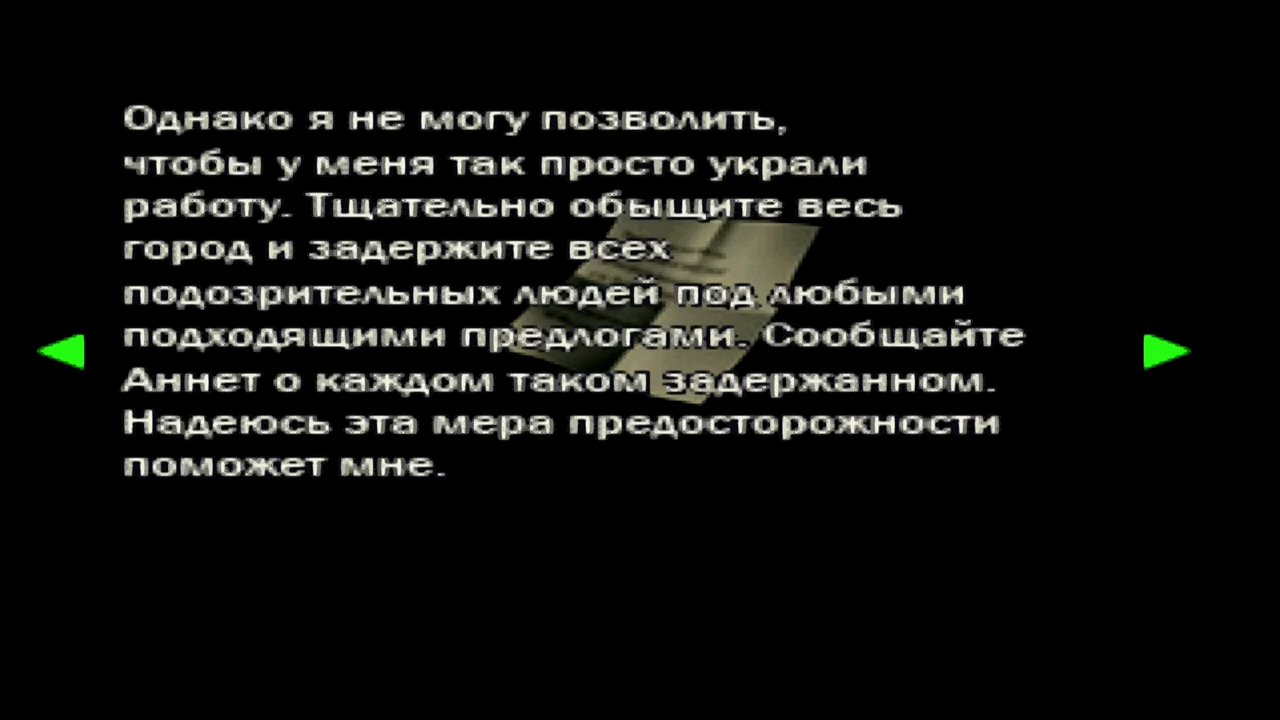 Однако я не могу позволить,
чтобы у меня так просто украли
работу. Тщательно обыщите весь
город и задержите всех
подозрительных людей под любыми
подходящими предлогами. Сообщайте
Аннет о каждом таком задержанном.
Надеюсь эта мера предосторожности
поможет мне.